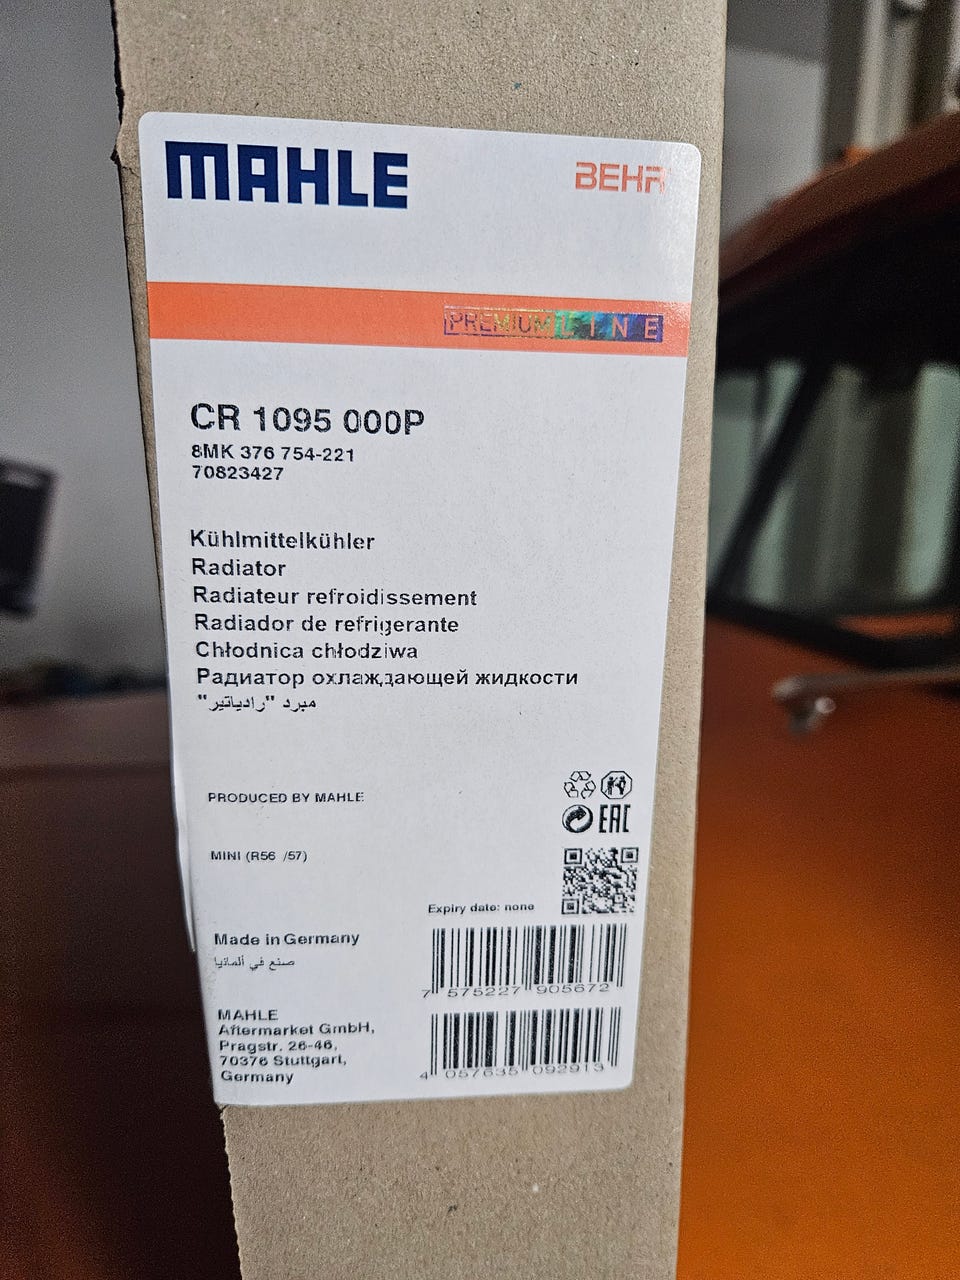 MAHLE
BEHR
PREMIUM LINE
CR 1095 000P
8MK 376 754-221
70823427
Kühlmittelkühler
Radiator
Radiateur refroidissement
Radiador de refrigerante
Chłodnica chłodziwa
Радиатор охлаждающей жидкости
مبرد "رادياتير"
PRODUCED BY MAHLE
EAC
MINI (R56 /57)
Expiry date: none
Made in Germany
صنع في ألمانيا
7 575227 905672
MAHLE
Aftermarket GmbH,
Pragstr. 26-46,
70376 Stuttgart,
Germany
4 057635 092913